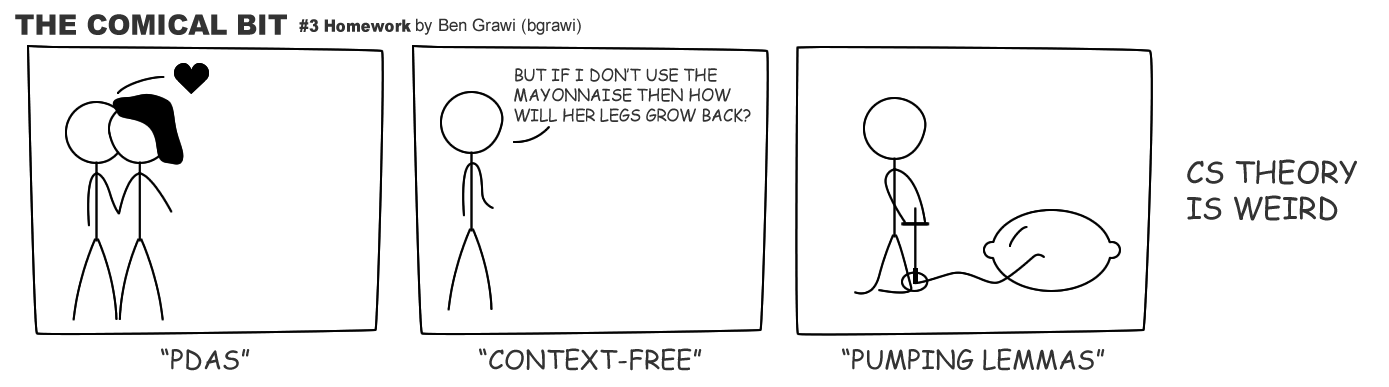 THE COMICAL BIT #3 Homework by Ben Grawi (bgrawi)
BUT IF I DON'T USE THE
MAYONNAISE THEN HOW
WILL HER LEGS GROW BACK?
CS THEORY
IS WEIRD
"PDAS"
"CONTEXT-FREE"
"PUMPING LEMMAS"